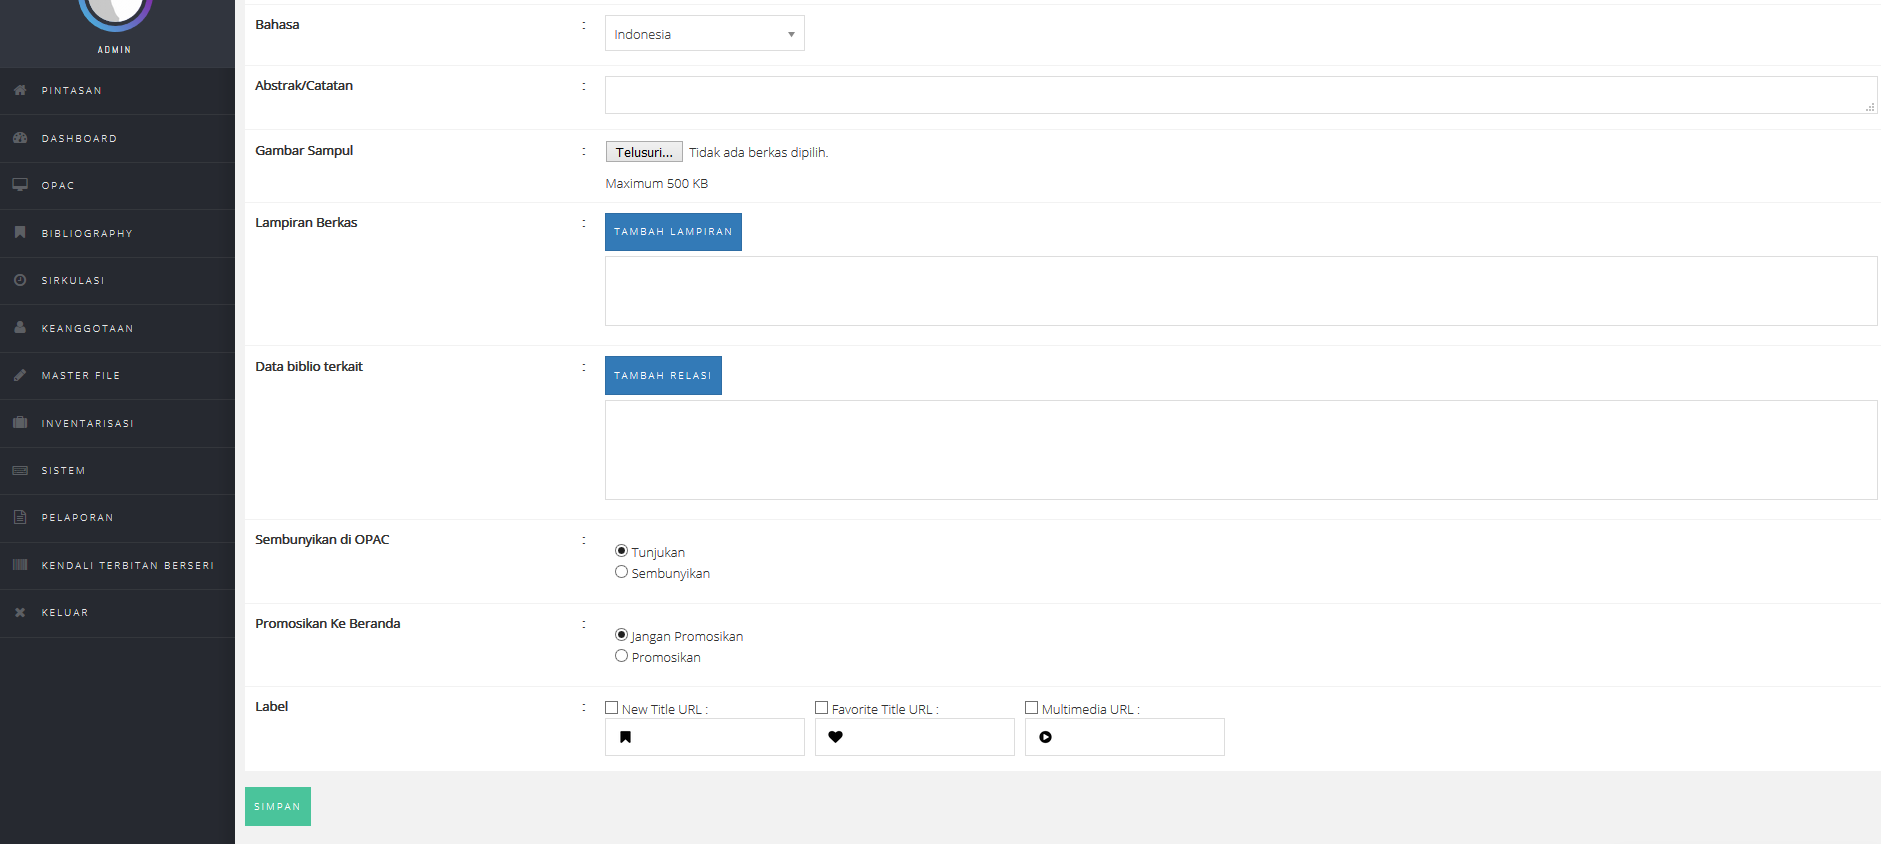 ADMIN
PINTASAN
DASHBOARD
OPAC
BIBLIOGRAPHY
SIRKULASI
KEANGGOTAAN
MASTER FILE
INVENTARISASI
SISTEM
PELAPORAN
KENDALI TERBITAN BERSERI
KELUAR
Bahasa : Indonesia
Abstrak/Catatan :
Gambar Sampul : Telusuri... Tidak ada berkas dipilih.
Maximum 500 KB
Lampiran Berkas : TAMBAH LAMPIRAN
Data biblio terkait : TAMBAH RELASI
Sembunyikan di OPAC :
Tunjukan
Sembunyikan
Promosikan Ke Beranda :
Jangan Promosikan
Promosikan
Label : New Title URL : Favorite Title URL : Multimedia URL :
SIMPAN